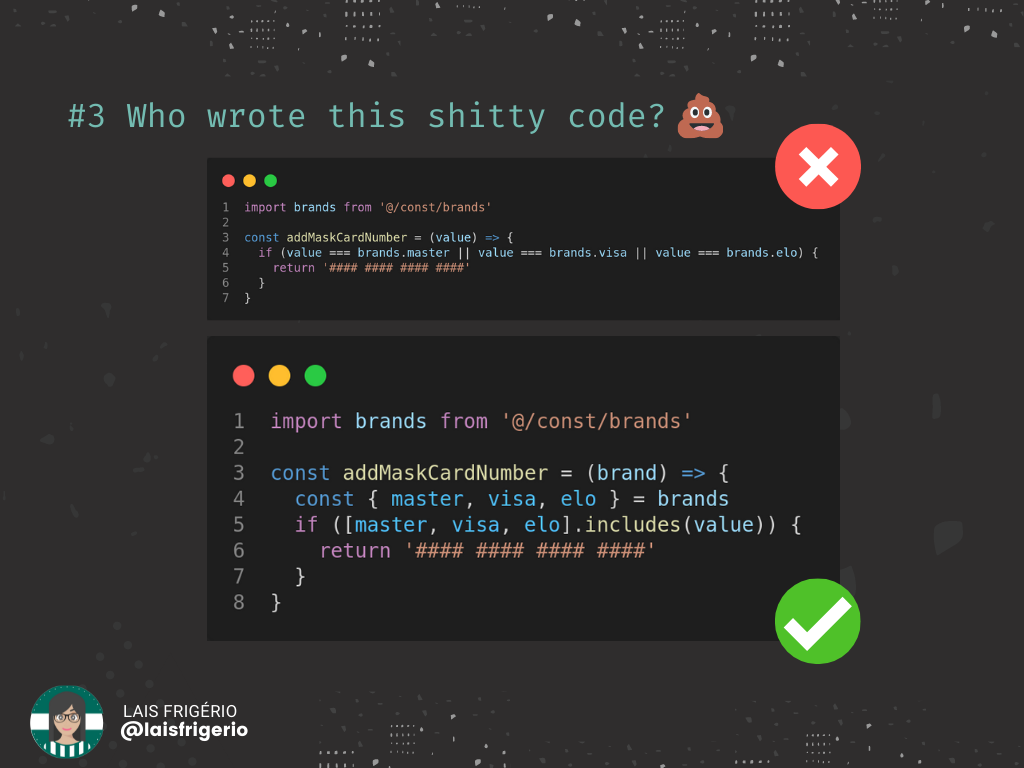 #3 Who wrote this shitty code? 💩
1 import brands from '@/const/brands'
2
3 const addMaskCardNumber = (value) => {
4   if (value === brands.master || value === brands.visa || value === brands.elo) {
5     return '#### #### #### ####'
6   }
7 }
1 import brands from '@/const/brands'
2
3 const addMaskCardNumber = (brand) => {
4   const { master, visa, elo } = brands
5   if ([master, visa, elo].includes(value)) {
6     return '#### #### #### ####'
7   }
8 }
LAIS FRIGÉRIO
@laisfrigerio